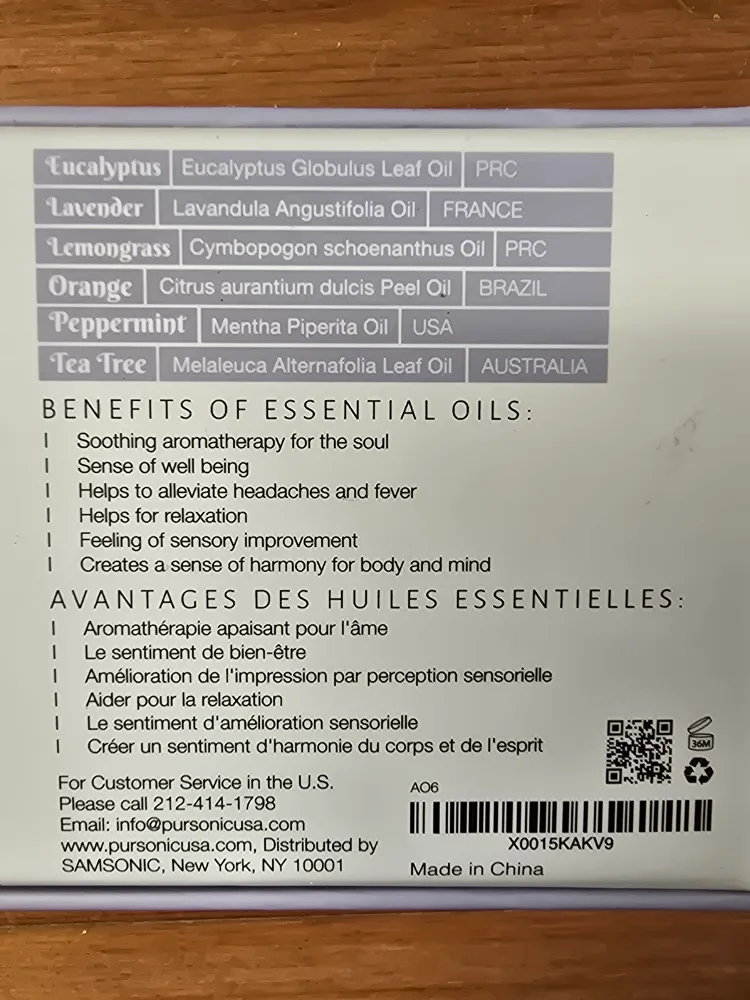 Eucalyptus Eucalyptus Globulus Leaf Oil PRC
Lavender Lavandula Angustifolia Oil FRANCE
Lemongrass Cymbopogon schoenanthus Oil PRC
Orange Citrus aurantium dulcis Peel Oil BRAZIL
Peppermint Mentha Piperita Oil USA
Tea Tree Melaleuca Alternafolia Leaf Oil AUSTRALIA
BENEFITS OF ESSENTIAL OILS:
l Soothing aromatherapy for the soul
l Sense of well being
l Helps to alleviate headaches and fever
l Helps for relaxation
l Feeling of sensory improvement
l Creates a sense of harmony for body and mind
AVANTAGES DES HUILES ESSENTIELLES:
l Aromathérapie apaisant pour l'âme
l Le sentiment de bien-être
l Amélioration de l'impression par perception sensorielle
l Aider pour la relaxation
l Le sentiment d'amélioration sensorielle
l Créer un sentiment d'harmonie du corps et de l'esprit
36M
For Customer Service in the U.S.
Please call 212-414-1798
Email: info@pursonicusa.com
www.pursonicusa.com, Distributed by
SAMSONIC, New York, NY 10001
AO6
X0015KAKV9
Made in China